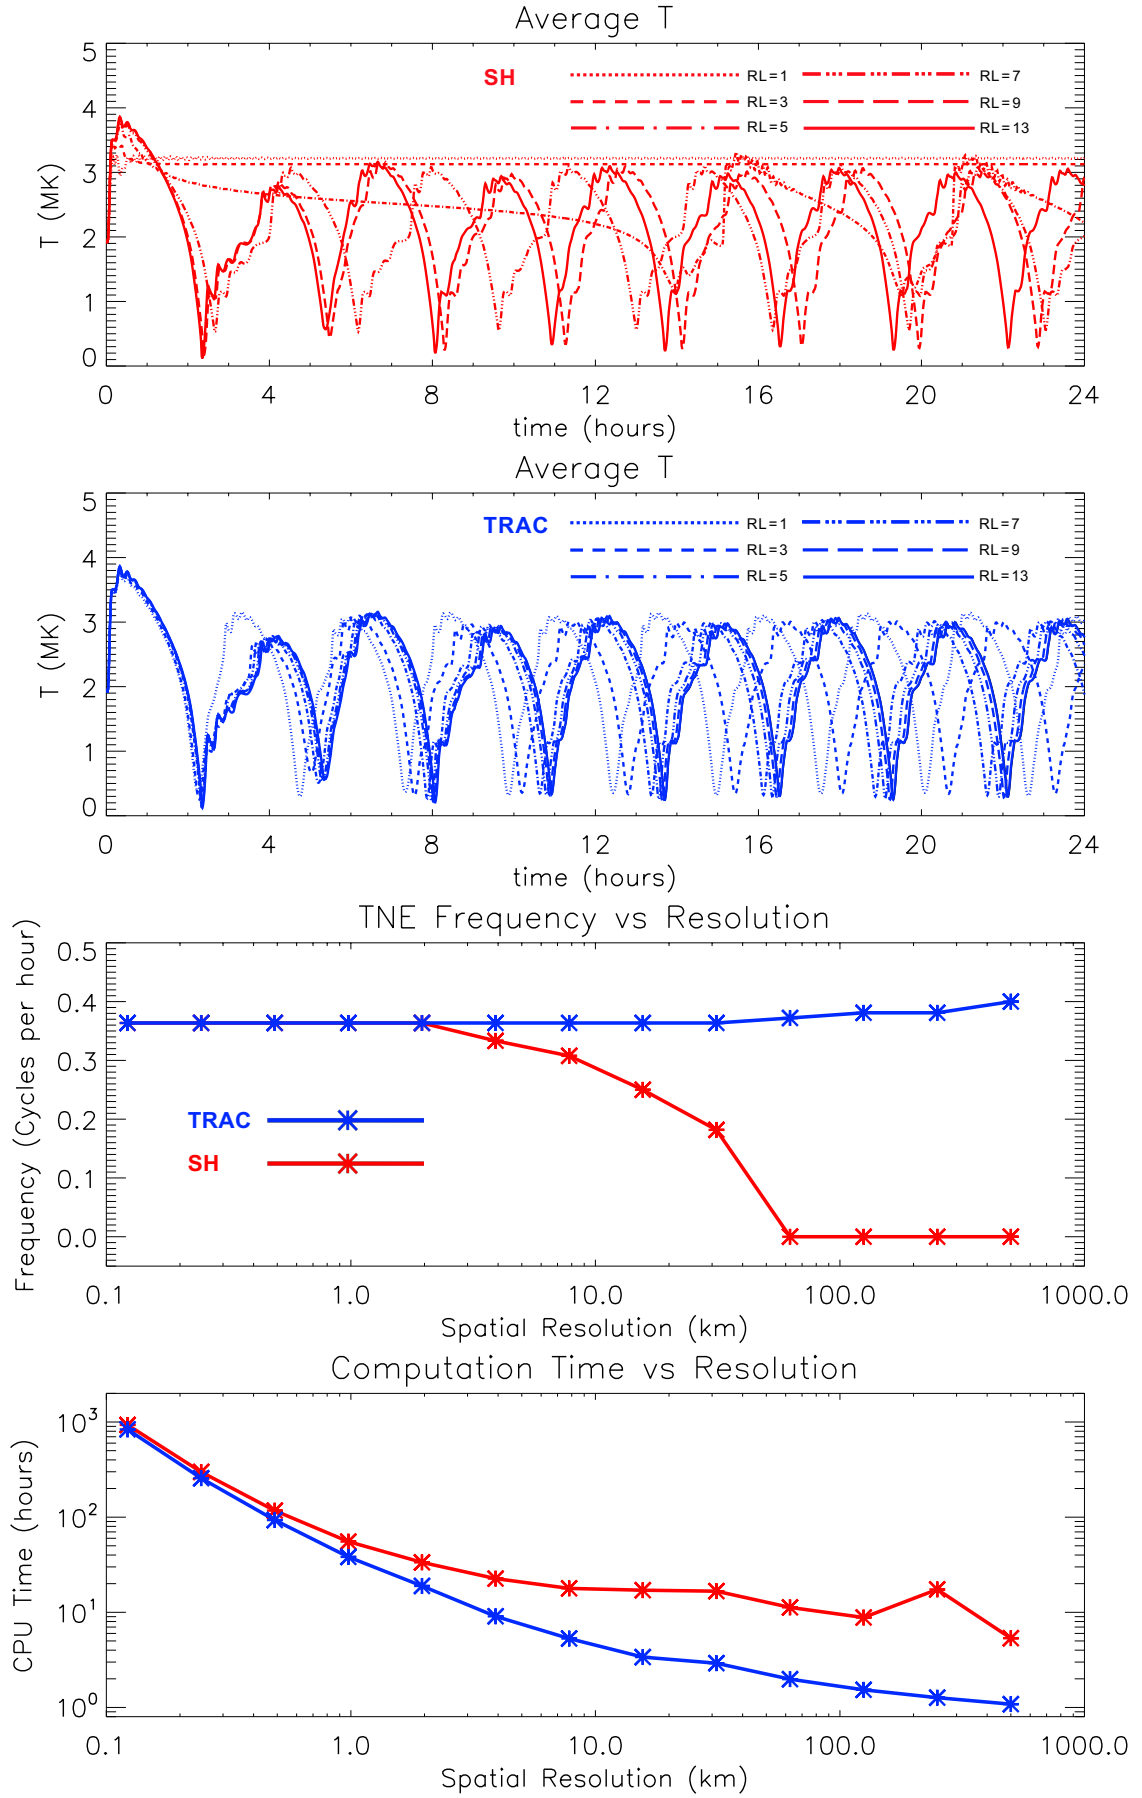 Average T
5
4
3
2
1
0
T (MK)
SH
RL=1
RL=3
RL=5
RL=7
RL=9
RL=13
0 4 8 12 16 20 24
time (hours)
Average T
5
4
3
2
1
0
T (MK)
TRAC
RL=1
RL=3
RL=5
RL=7
RL=9
RL=13
0 4 8 12 16 20 24
time (hours)
TNE Frequency vs Resolution
0.5
0.4
0.3
0.2
0.1
0.0
Frequency (Cycles per hour)
TRAC
SH
0.1 1.0 10.0 100.0 1000.0
Spatial Resolution (km)
Computation Time vs Resolution
10³
10²
10¹
10⁰
CPU Time (hours)
0.1 1.0 10.0 100.0 1000.0
Spatial Resolution (km)